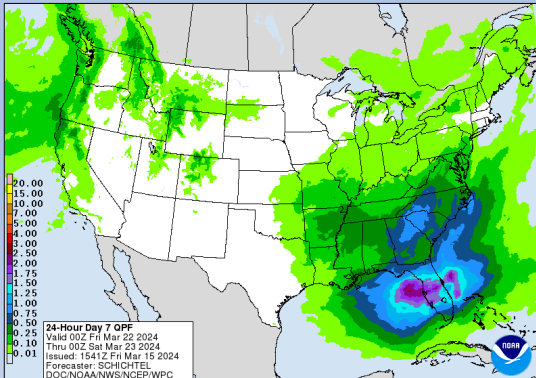 20.00
15.00
10.00
7.00
5.00
4.00
3.00
2.50
2.00
1.75
1.50
1.25
1.00
0.75
0.50
0.25
0.10
0.01
24-Hour Day 7 QPF
Valid 00Z Fri Mar 22 2024
Thru 00Z Sat Mar 23 2024
Issued: 1541Z Fri Mar 15 2024
Forecaster: SCHICHTEL
DOC/NOAA/NWS/NCEP/WPC
NOAA